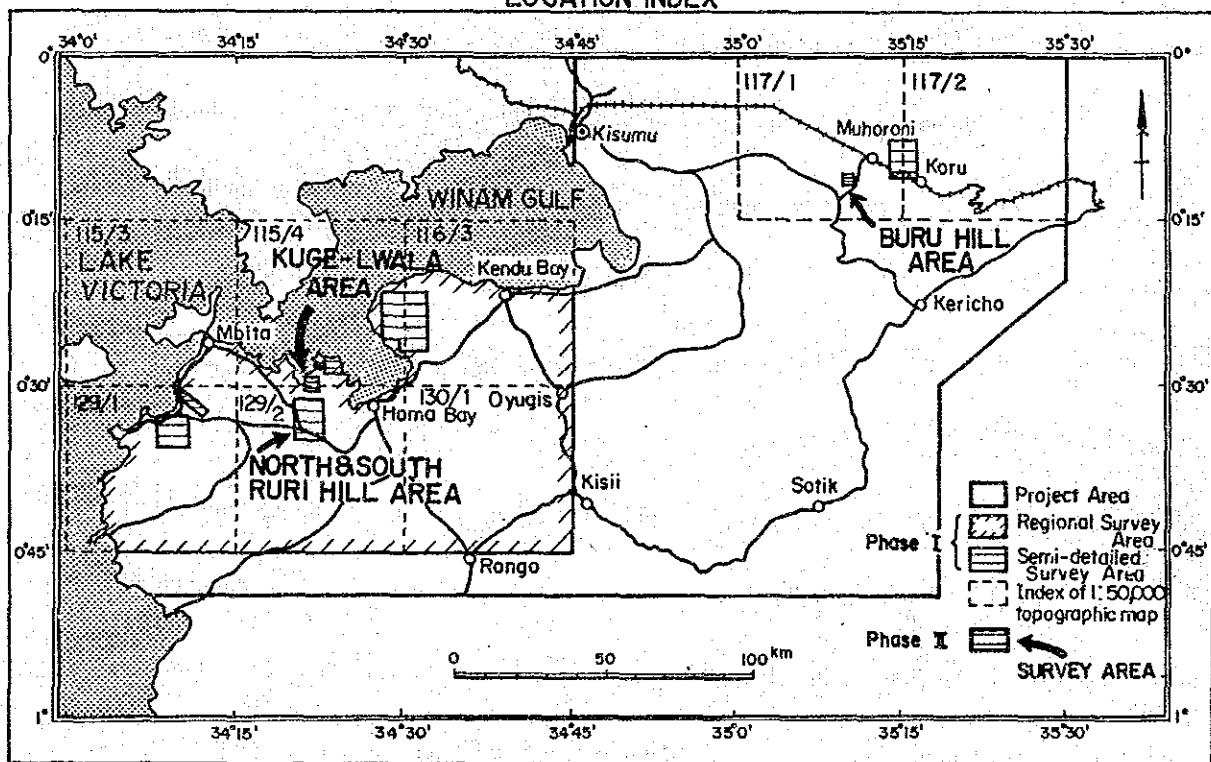 LOCATION INDEX
34°0' 34°15' 34°30' 34°45' 35°0' 35°15' 35°30'
0° 0°
117/1 117/2
Kisumu
Muhoroni
Koru
WINAM GULF
0°15' 0°15'
115/3 115/4 116/3
LAKE VICTORIA
KUGE-LWALA
AREA
BURU HILL
AREA
Kendu Bay
Kericho
Mbita
0°30' 0°30'
129/1 129/2 130/1 Oyugis
Homa Bay
NORTH & SOUTH
RURI HILL AREA
Kisii
Sotik
Rongo
0°45' 0°45'
Project Area
Phase I
Regional Survey
Area
Semi-detailed
Survey Area
Index of 1:50,000
topographic map
Phase II
SURVEY AREA
0 50 100 km
1° 1°
34°15' 34°30' 34°45' 35°0' 35°15' 35°30'